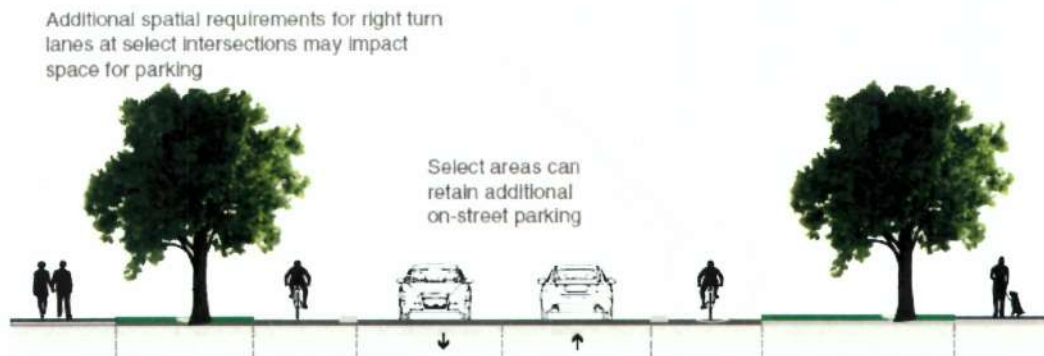 Additional spatial requirements for right turn
lanes at select intersections may impact
space for parking
Select areas can
retain additional
on-street parking